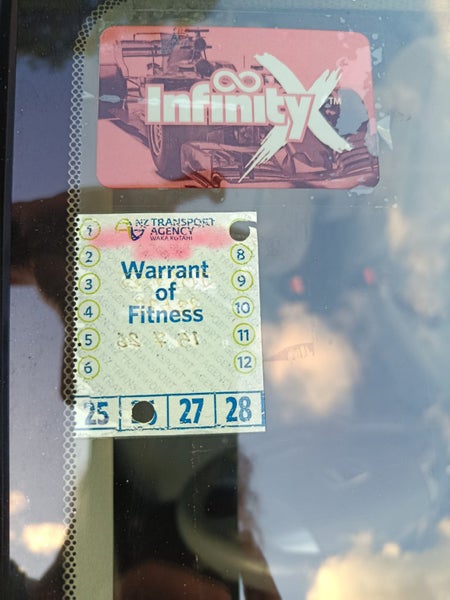 ∞
InfinityX™
NZ TRANSPORT
AGENCY
WAKA KOTAHI
1
2
3
4
5
6
Warrant
of
Fitness
8
9
10
11
12
25 27 28